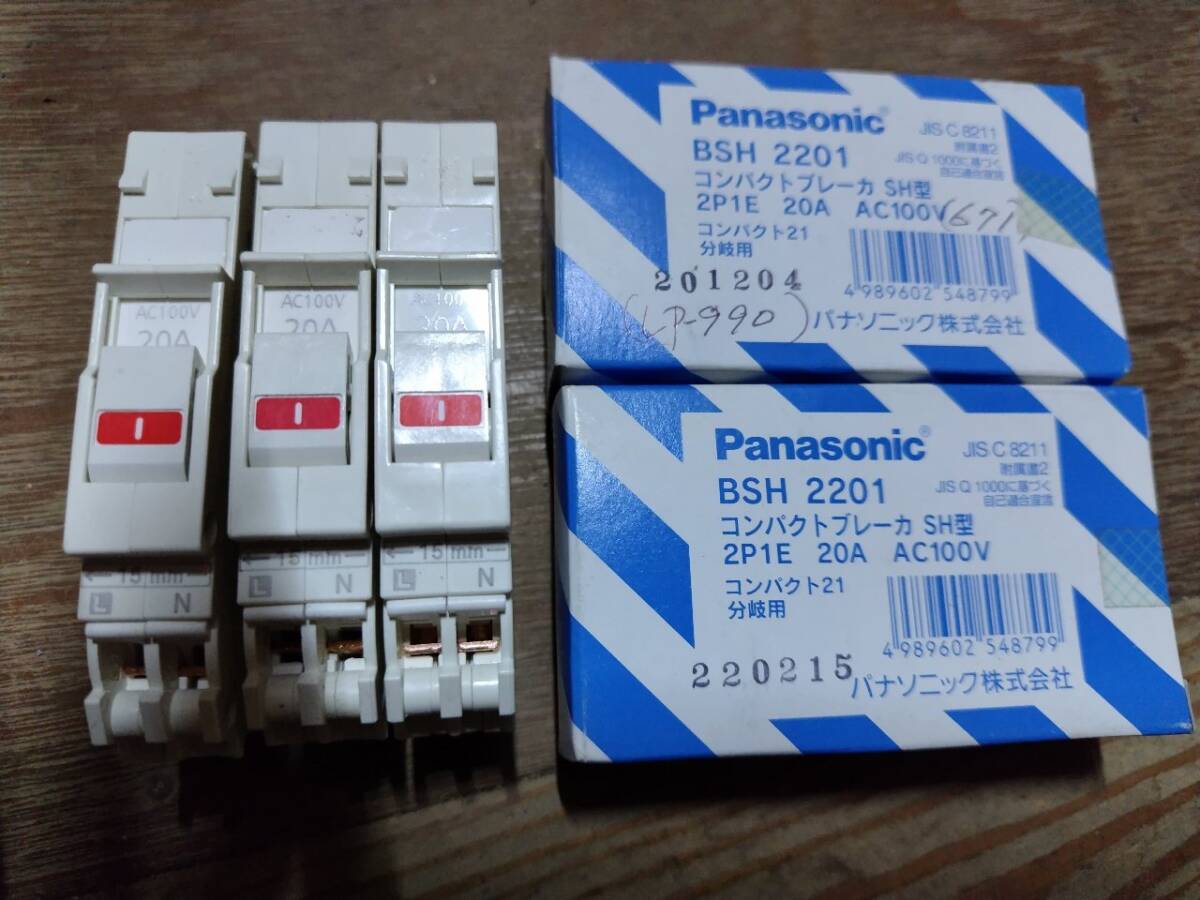 AC100V
20A
I
← 15mm →
L N
AC100V
20A
I
← 15mm →
L N
AC100
20A
I
← 15mm →
L N
Panasonic®
BSH 2201
コンパクトブレーカ SH型
2P1E 20A AC100V
(671)
コンパクト21
分岐用
JIS C 8211
附属書2
JIS Q 1000に基づく
自己適合宣言
201204
4 989602 548799
(LP-990)
パナソニック株式会社
Panasonic®
BSH 2201
コンパクトブレーカ SH型
2P1E 20A AC100V
コンパクト21
分岐用
JIS C 8211
附属書2
JIS Q 1000に基づく
自己適合宣言
4 989602 548799
220215
パナソニック株式会社